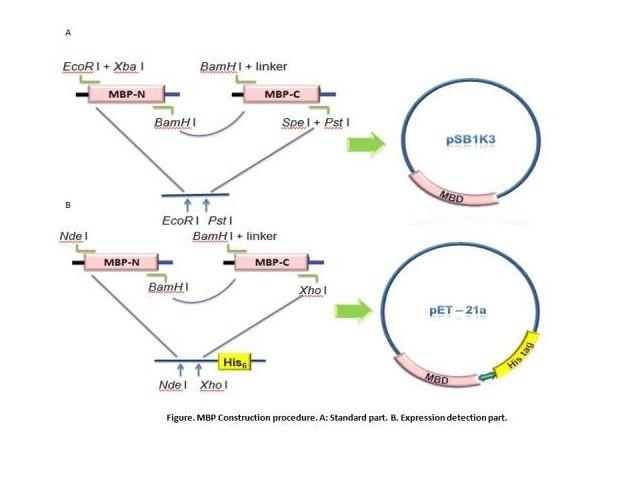 A
EcoR I + Xba I
BamH I + linker
MBP-N
MBP-C
BamH I
Spe I + Pst I
pSB1K3
MBD
EcoR I Pst I
B
Nde I
BamH I + linker
MBP-N
MBP-C
BamH I
Xho I
pET – 21a
His6
His tag
MBD
Nde I Xho I
Figure. MBP Construction procedure. A: Standard part. B. Expression detection part.